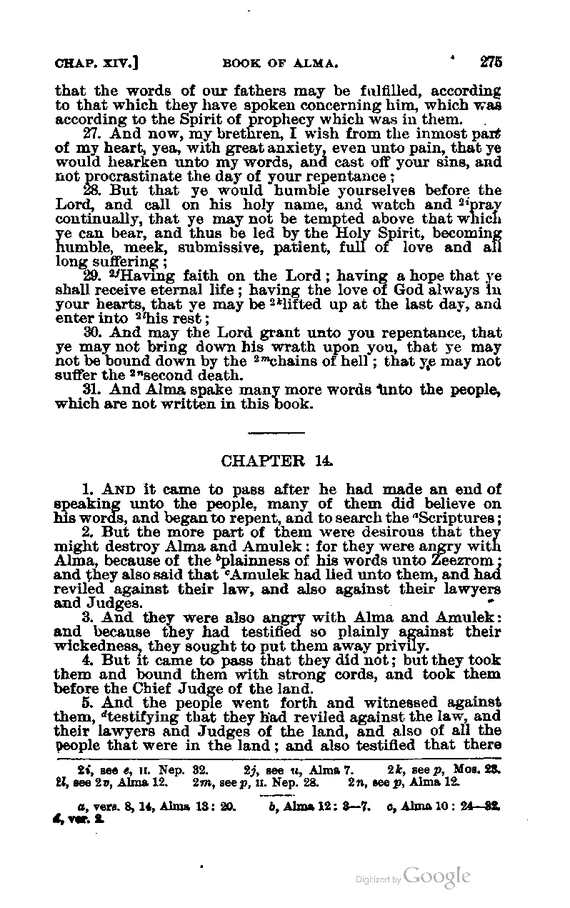 CHAP. XIV.] BOOK OF ALMA. 275
that the words of our fathers may be fulfilled, according
to that which they have spoken concerning him, which was
according to the Spirit of prophecy which was in them.
27. And now, my brethren, I wish from the inmost part
of my heart, yea, with great anxiety, even unto pain, that ye
would hearken unto my words, and cast off your sins, and
not procrastinate the day of your repentance;
28. But that ye would humble yourselves before the
Lord, and call on his holy name, and watch and 2ipray
continually, that ye may not be tempted above that which
ye can bear, and thus be led by the Holy Spirit, becoming
humble, meek, submissive, patient, full of love and all
long suffering;
29. 2jHaving faith on the Lord; having a hope that ye
shall receive eternal life; having the love of God always in
your hearts, that ye may be 2klifted up at the last day, and
enter into 2lhis rest;
30. And may the Lord grant unto you repentance, that
ye may not bring down his wrath upon you, that ye may
not be bound down by the 2mchains of hell; that ye may not
suffer the 2nsecond death.
31. And Alma spake many more words unto the people,
which are not written in this book.
CHAPTER 14.
1. AND it came to pass after he had made an end of
speaking unto the people, many of them did believe on
his words, and began to repent, and to search the aScriptures;
2. But the more part of them were desirous that they
might destroy Alma and Amulek: for they were angry with
Alma, because of the bplainness of his words unto Zeezrom;
and they also said that cAmulek had lied unto them, and had
reviled against their law, and also against their lawyers
and Judges.
3. And they were also angry with Alma and Amulek:
and because they had testified so plainly against their
wickedness, they sought to put them away privily.
4. But it came to pass that they did not; but they took
them and bound them with strong cords, and took them
before the Chief Judge of the land.
5. And the people went forth and witnessed against
them, dtestifying that they had reviled against the law, and
their lawyers and Judges of the land, and also of all the
people that were in the land; and also testified that there
2i, see e, II. Nep. 32. 2j, see u, Alma 7. 2k, see p, Mos. 23.
2l, see 2v, Alma 12. 2m, see p, II. Nep. 28. 2n, see p, Alma 12.
a, vers. 8, 14, Alma 13: 20. b, Alma 12: 3—7. c, Alma 10: 24—32.
d, ver. 2.
Digitized by Google